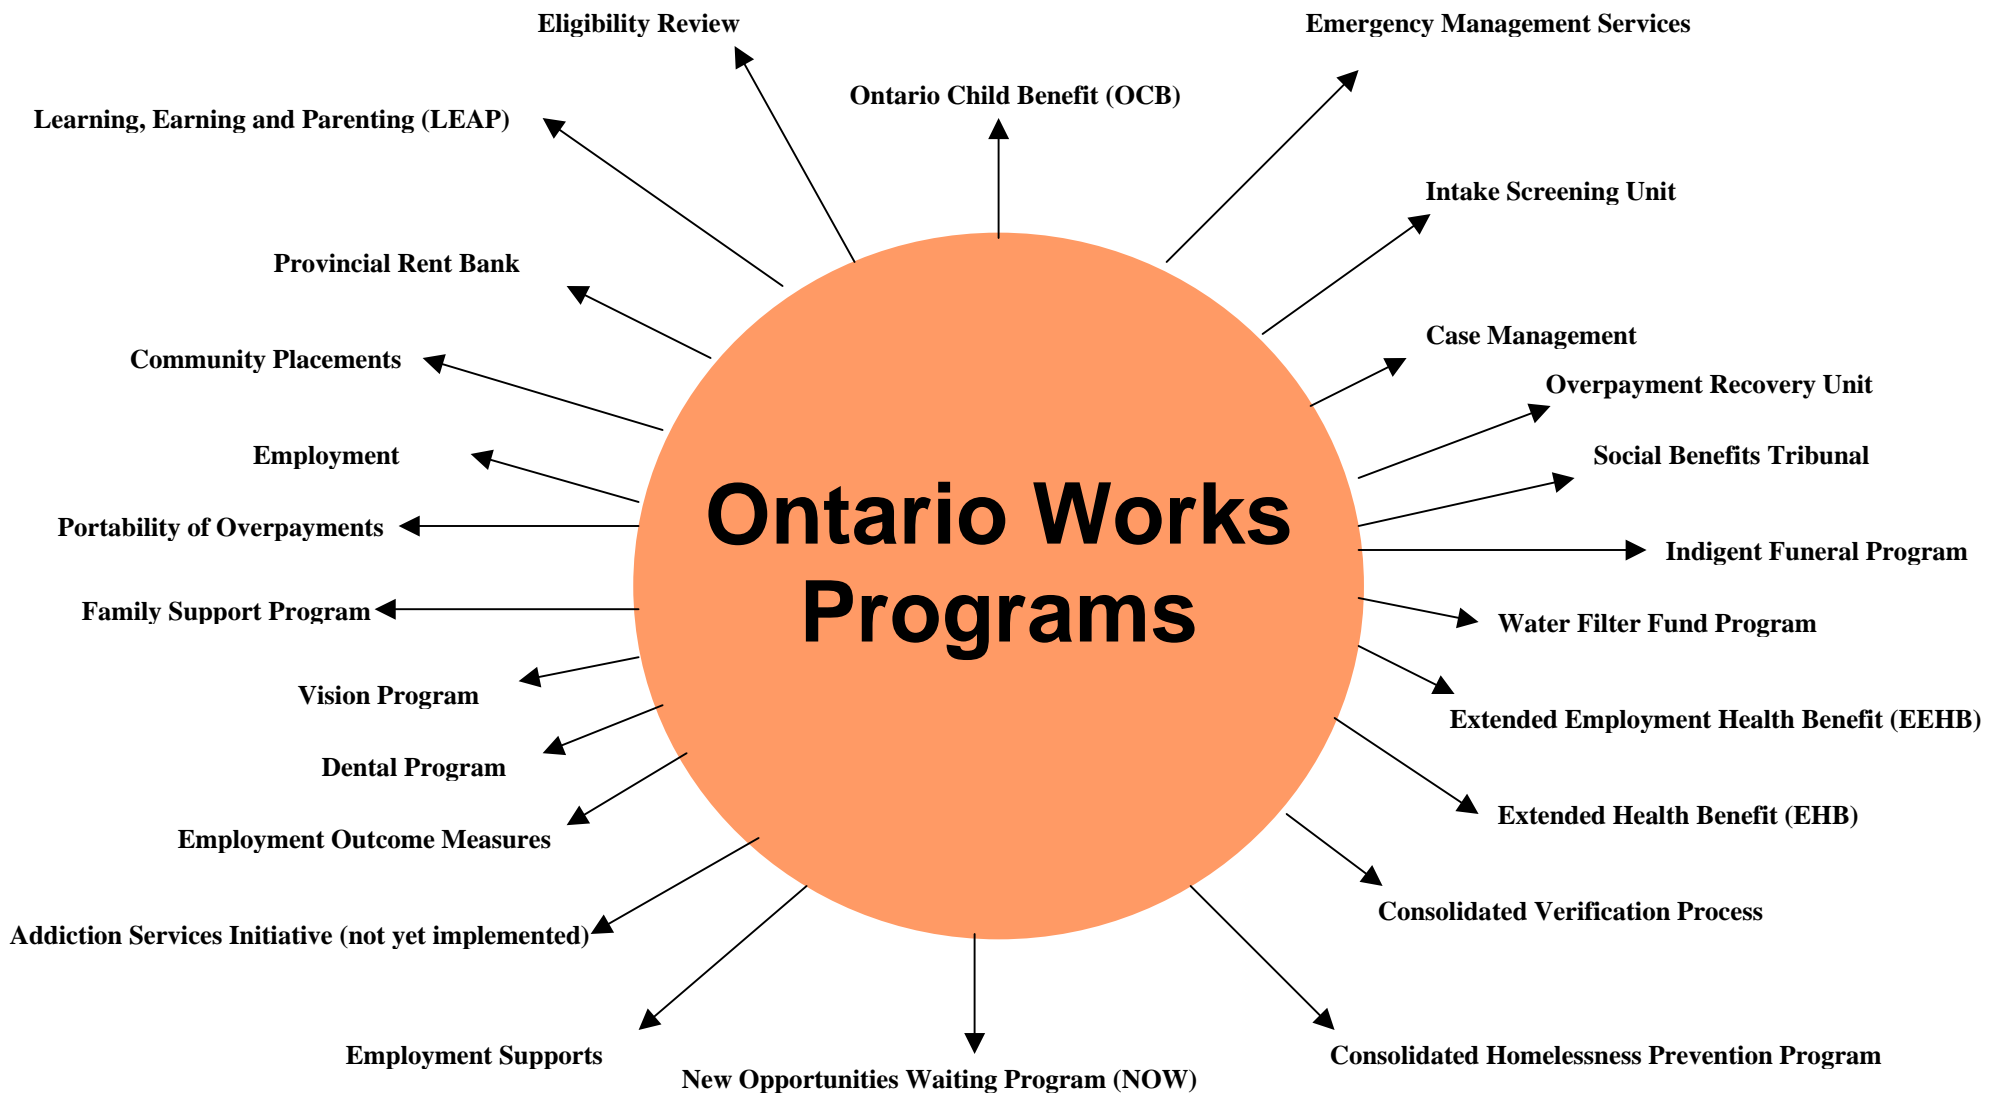 Eligibility Review
Emergency Management Services
Ontario Child Benefit (OCB)
Learning, Earning and Parenting (LEAP)
Intake Screening Unit
Provincial Rent Bank
Case Management
Community Placements
Overpayment Recovery Unit
Employment
Social Benefits Tribunal
Ontario Works
Programs
Portability of Overpayments
Indigent Funeral Program
Family Support Program
Water Filter Fund Program
Vision Program
Extended Employment Health Benefit (EEHB)
Dental Program
Extended Health Benefit (EHB)
Employment Outcome Measures
Consolidated Verification Process
Addiction Services Initiative (not yet implemented)
Employment Supports
Consolidated Homelessness Prevention Program
New Opportunities Waiting Program (NOW)